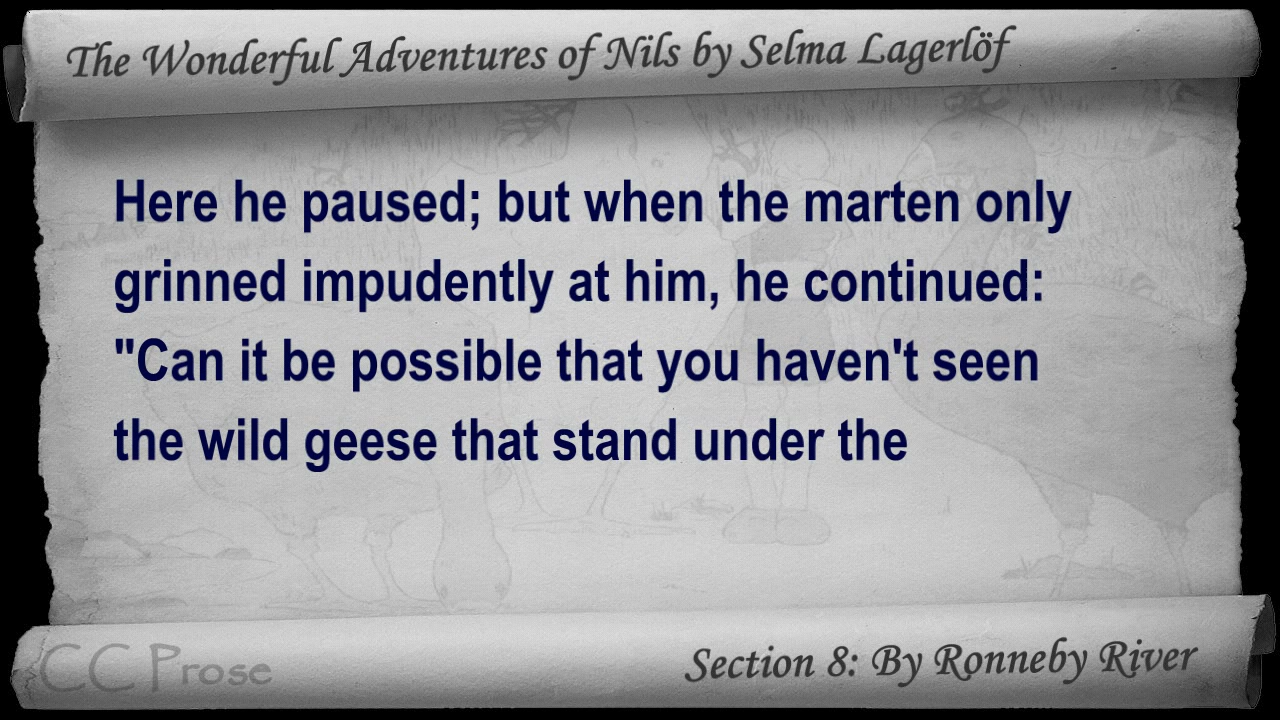 The Wonderful Adventures of Nils by Selma Lagerlöf
Here he paused; but when the marten only
grinned impudently at him, he continued:
"Can it be possible that you haven't seen
the wild geese that stand under the
CC Prose
Section 8: By Ronneby River